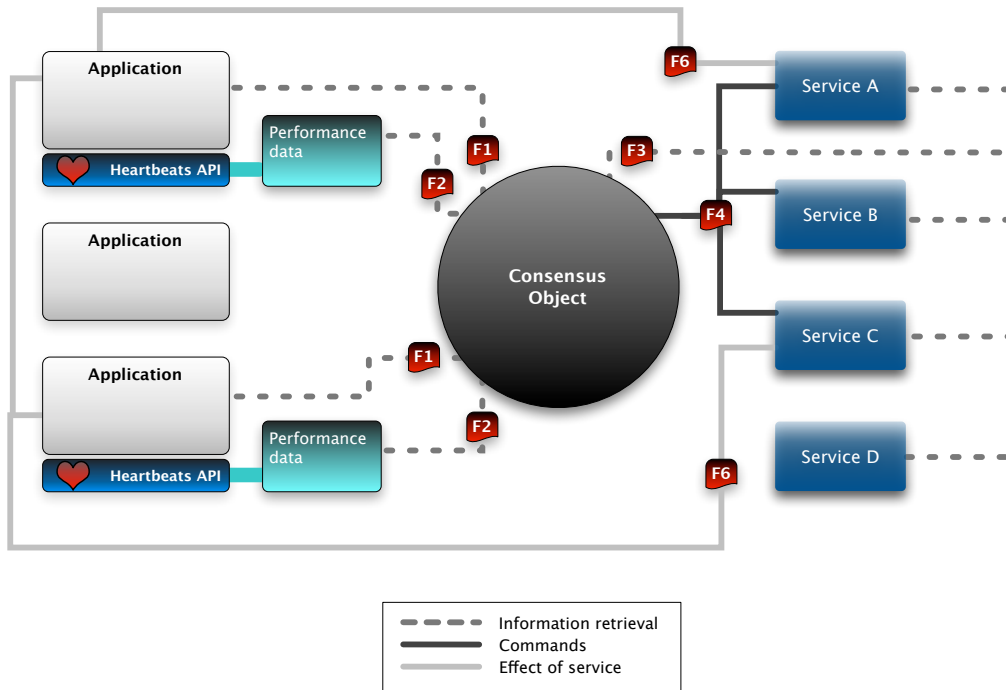 F6
Application
Service A
Performance
data
F1
F3
Heartbeats API
F2
F4
Service B
Application
Consensus
Object
Service C
F1
Application
F2
Performance
data
Service D
Heartbeats API
F6
Information retrieval
Commands
Effect of service